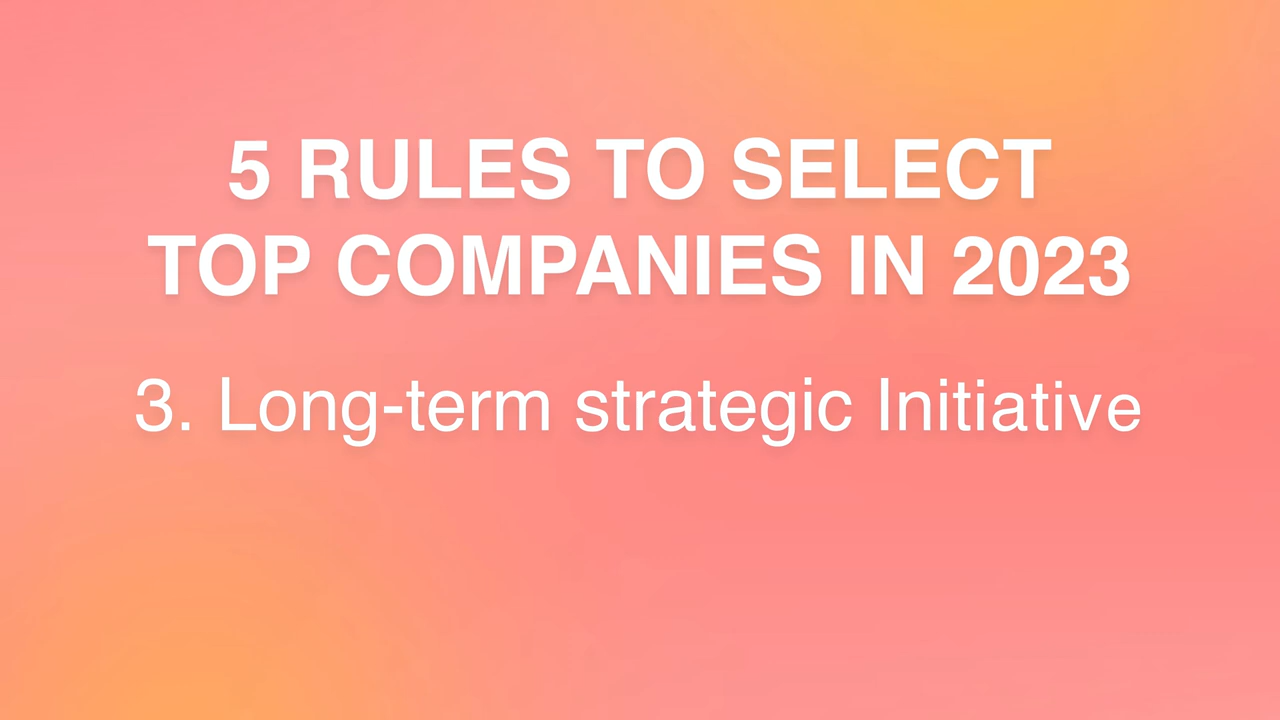 5 RULES TO SELECT
TOP COMPANIES IN 2023
3. Long-term strategic Initiative